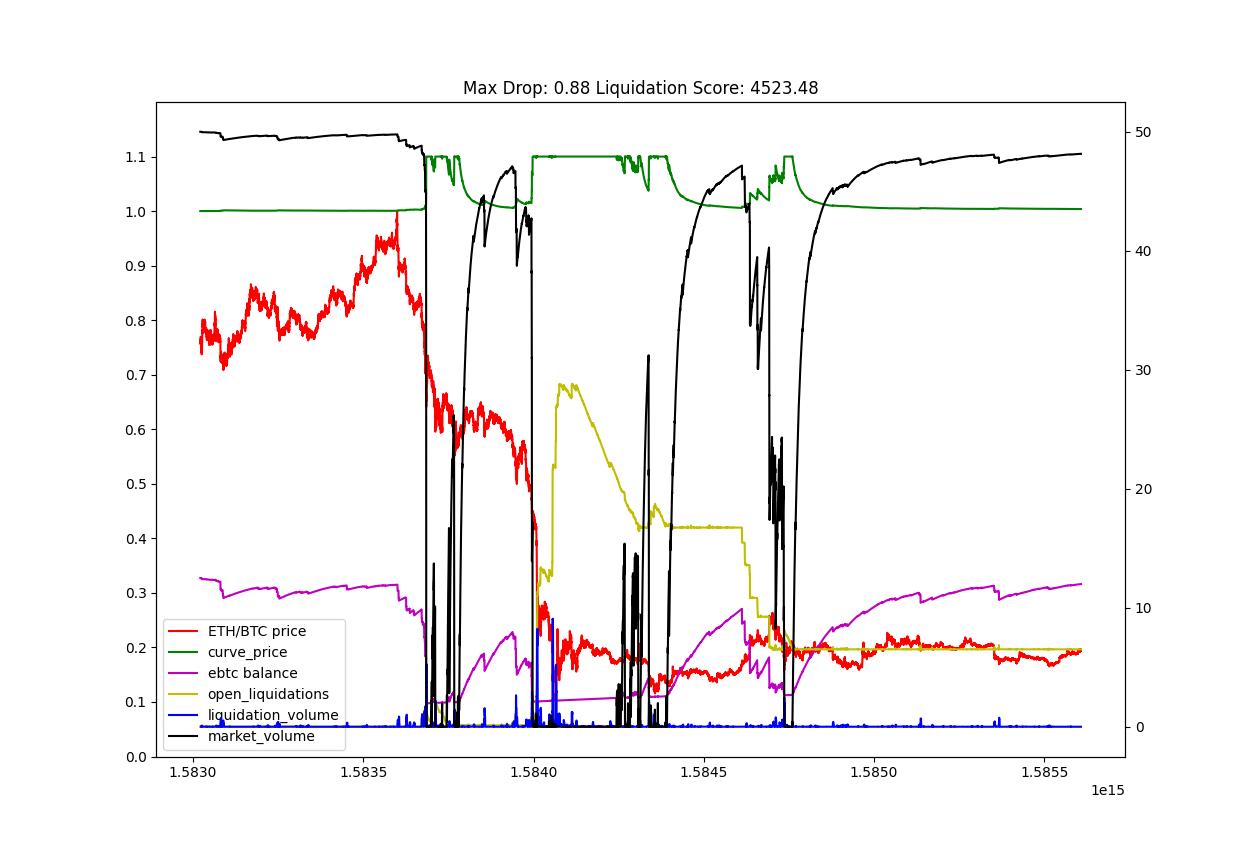 Max Drop: 0.88 Liquidation Score: 4523.48
1.1
1.0
0.9
0.8
0.7
0.6
0.5
0.4
0.3
0.2
0.1
0.0
50
40
30
20
10
0
ETH/BTC price
curve_price
ebtc balance
open_liquidations
liquidation_volume
market_volume
1.5830 1.5835 1.5840 1.5845 1.5850 1.5855
1e15